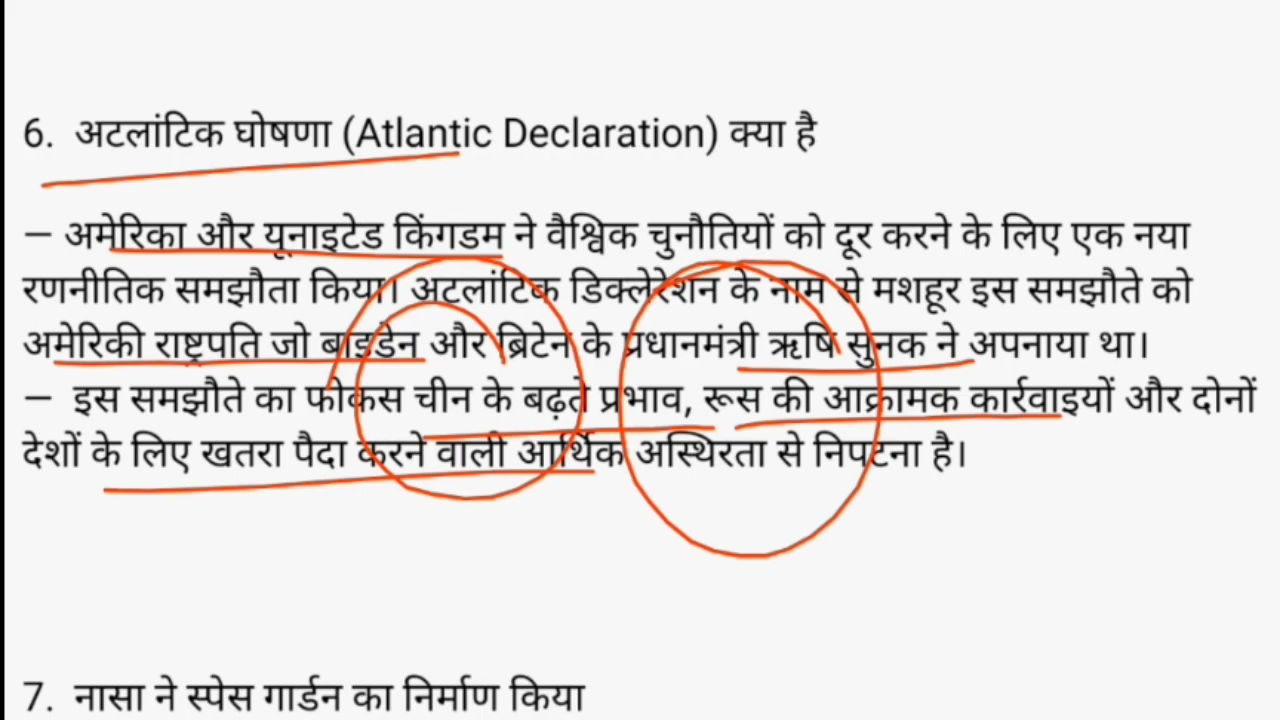 6. अटलांटिक घोषणा (Atlantic Declaration) क्या है
– अमेरिका और यूनाइटेड किंगडम ने वैश्विक चुनौतियों को दूर करने के लिए एक नया
रणनीतिक समझौता किया। अटलांटिक डिक्लेरेशन के नाम से मशहूर इस समझौते को
अमेरिकी राष्ट्रपति जो बाइडेन और ब्रिटेन के प्रधानमंत्री ऋषि सुनक ने अपनाया था।
– इस समझौते का फोकस चीन के बढ़ते प्रभाव, रूस की आक्रामक कार्रवाइयों और दोनों
देशों के लिए खतरा पैदा करने वाली आर्थिक अस्थिरता से निपटना है।
7. नासा ने स्पेस गार्डन का निर्माण किया